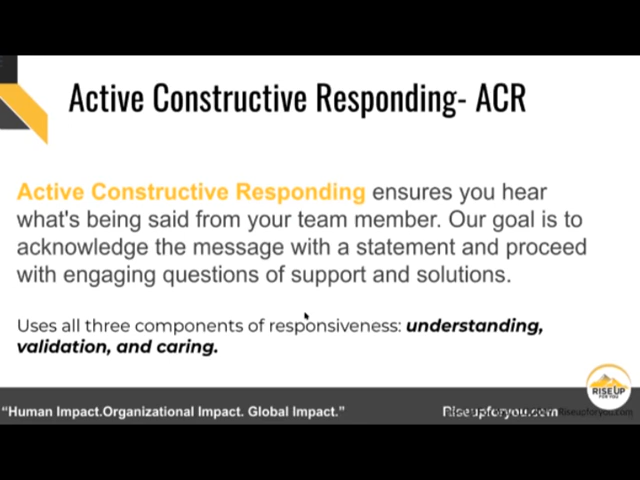 Active Constructive Responding- ACR
Active Constructive Responding ensures you hear
what's being said from your team member. Our goal is to
acknowledge the message with a statement and proceed
with engaging questions of support and solutions.
Uses all three components of responsiveness: understanding,
validation, and caring.
RISE UP
FOR YOU
“Human Impact.Organizational Impact. Global Impact.”
Riseupforyou.com
Riseupforyou.com